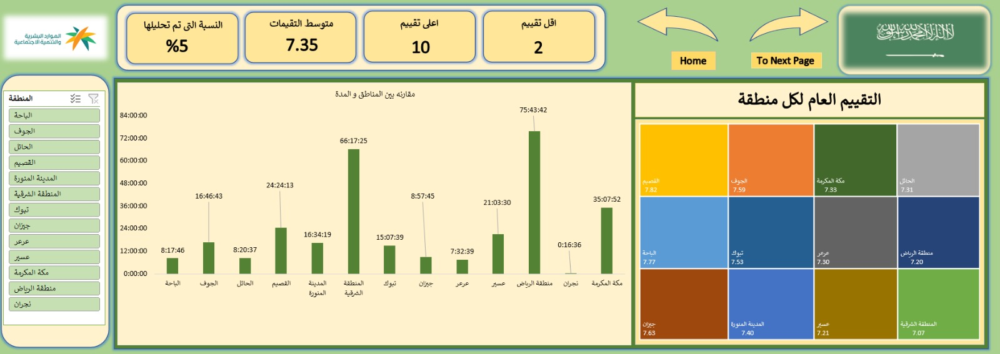 الموارد البشرية
والتنمية الاجتماعية
النسبة التى تم تحليلها
%5
متوسط التقيمات
7.35
اعلى تقييم
10
اقل تقييم
2
Home
To Next Page
المنطقة
الباحة
الجوف
الحائل
القصيم
المدينة المنورة
المنطقة الشرقية
تبوك
جيزان
عرعر
عسير
مكة المكرمة
منطقة الرياض
نجران
مقارنه بين المناطق و المدة
84:00:00
72:00:00
60:00:00
48:00:00
36:00:00
24:00:00
12:00:00
0:00:00
8:17:46
16:46:43
8:20:37
24:24:13
16:34:19
66:17:25
15:07:39
8:57:45
7:32:39
21:03:30
75:43:42
0:16:36
35:07:52
الباحة
الجوف
الحائل
القصيم
المدينة
المنورة
المنطقة
الشرقية
تبوك
جيزان
عرعر
عسير
منطقة الرياض
نجران
مكة المكرمة
التقييم العام لكل منطقة
القصيم
7.82
الجوف
7.59
مكة المكرمة
7.33
الحائل
7.31
الباحة
7.77
تبوك
7.53
عرعر
7.30
منطقة الرياض
7.20
جيزان
7.63
المدينة المنورة
7.40
عسير
7.21
المنطقة الشرقية
7.07